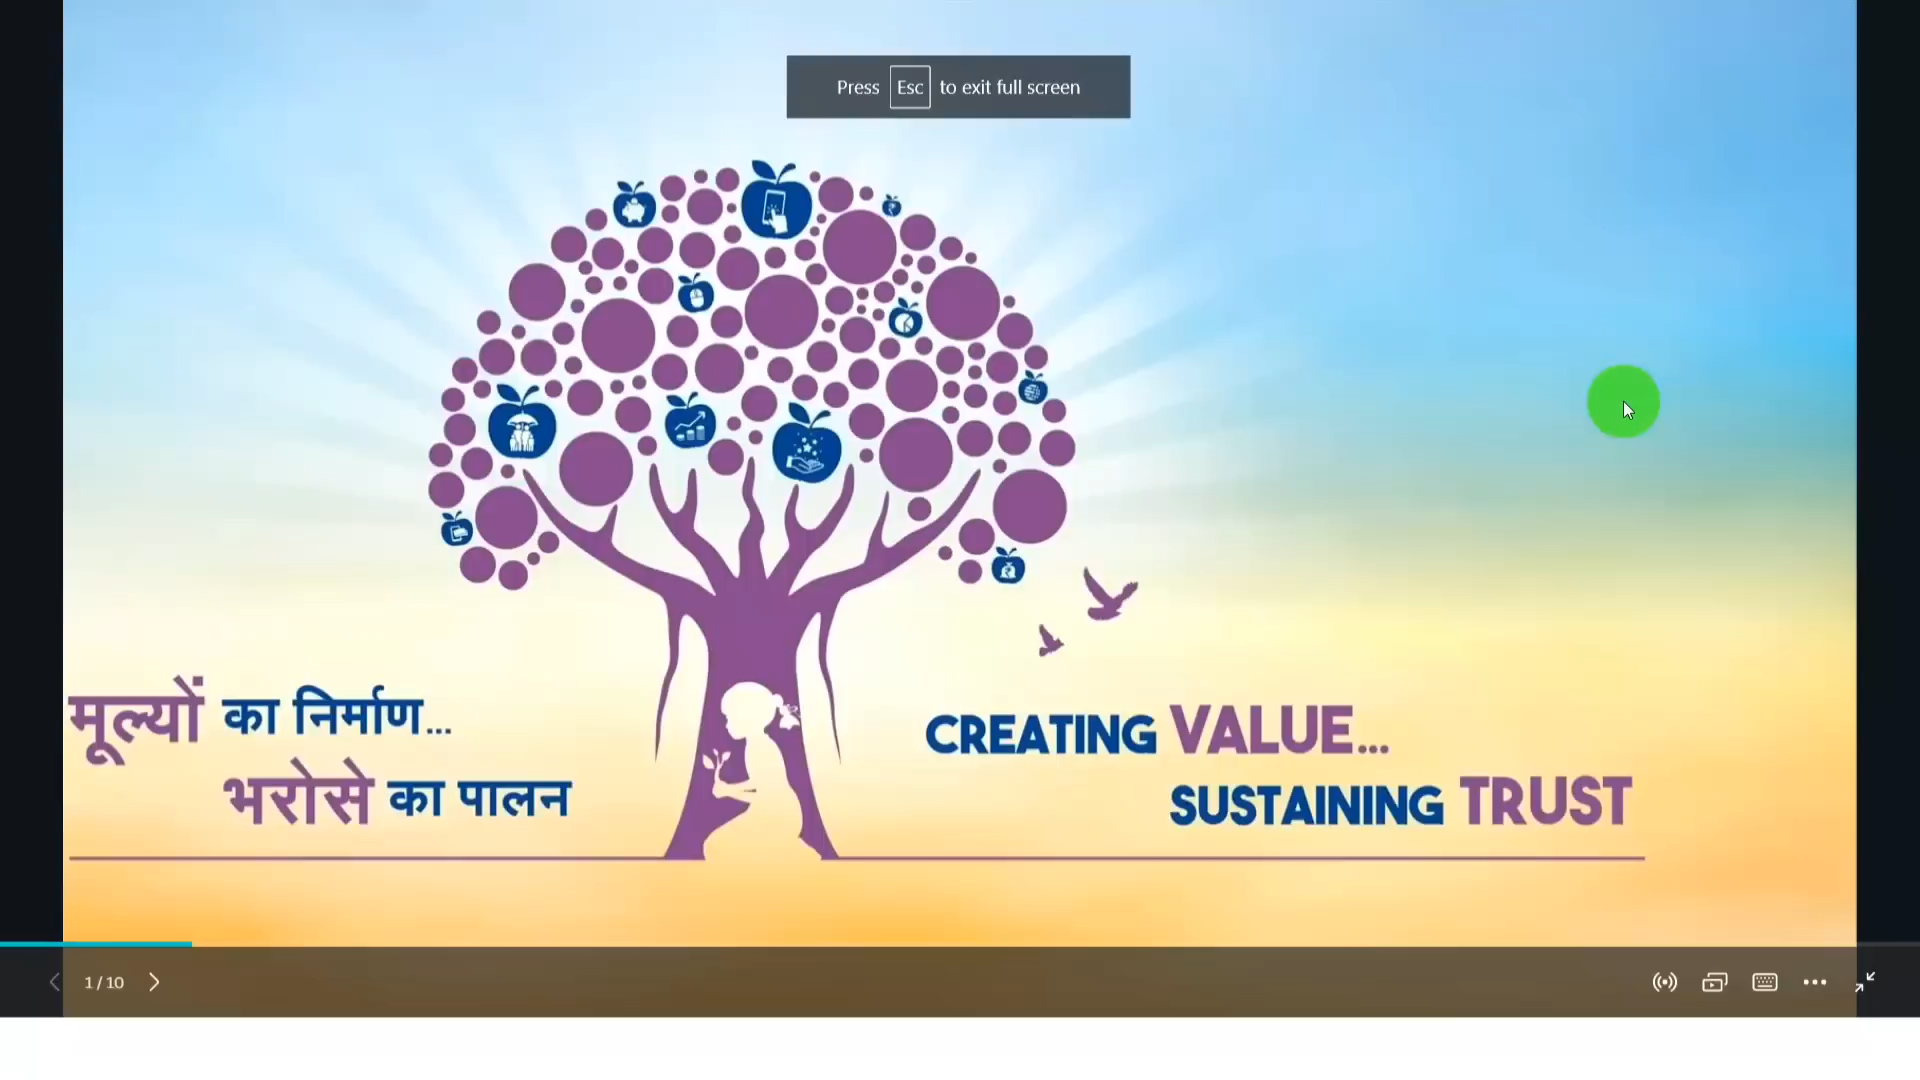 Press Esc to exit full screen
मूल्यों का निर्माण...
भरोसे का पालन
CREATING VALUE...
SUSTAINING TRUST
1 / 10